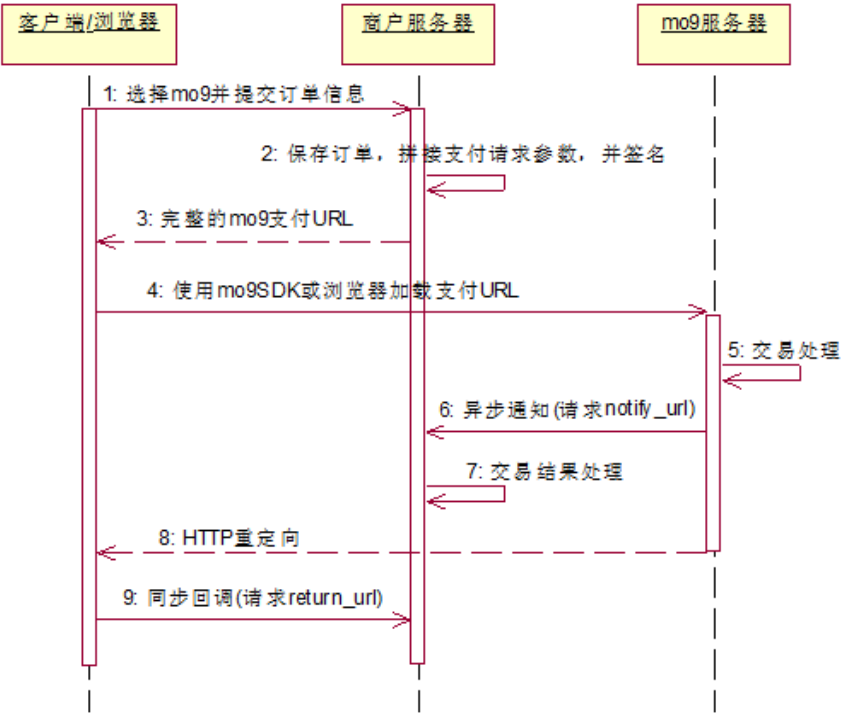 客户端/浏览器
商户服务器
mo9服务器
1: 选择mo9并提交订单信息
2: 保存订单，拼接支付请求参数，并签名
3: 完整的mo9支付URL
4: 使用mo9SDK或浏览器加载支付URL
5: 交易处理
6: 异步通知(请求notify_url)
7: 交易结果处理
8: HTTP重定向
9: 同步回调(请求return_url)